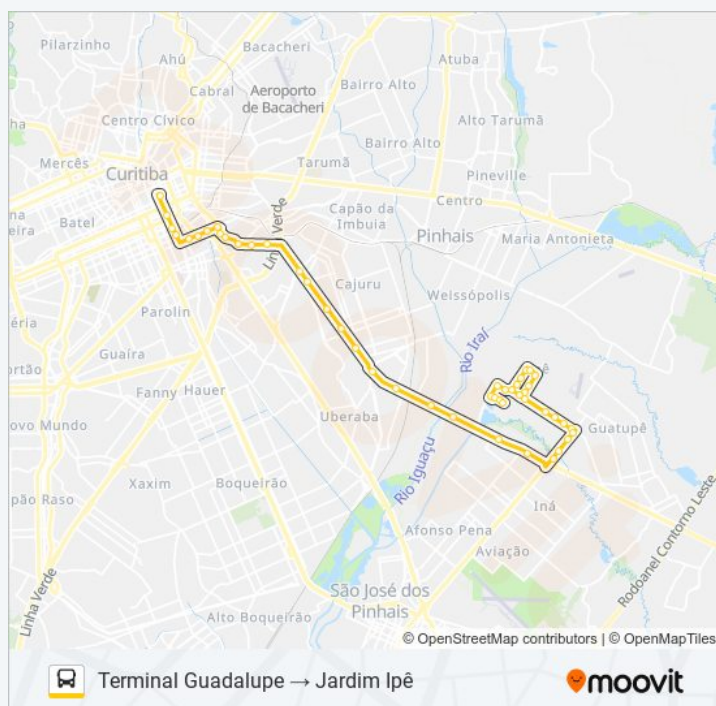 Pilarzinho
Ahú
Bacacheri
Cabral
Aeroporto
de Bacacheri
Bairro Alto
Atuba
Alto Tarumã
Centro Cívico
Bairro Alto
Mercês
Tarumã
Pineville
Curitiba
Centro
Batel
Linha Verde
Capão da
Imbuia
Pinhais
Maria Antonieta
Cajuru
Weissópolis
Parolin
Rio Iraí
Guaíra
Fanny
Hauer
Uberaba
Guatupê
ovo Mundo
Rio Iguaçu
Xaxim
Boqueirão
pão Raso
Iná
Afonso Pena
Aviação
Rodoanel Contorno Leste
São José dos
Pinhais
Linha Verde
Alto Boqueirão
© OpenStreetMap contributors | © OpenMapTiles
Terminal Guadalupe → Jardim Ipê
moovit